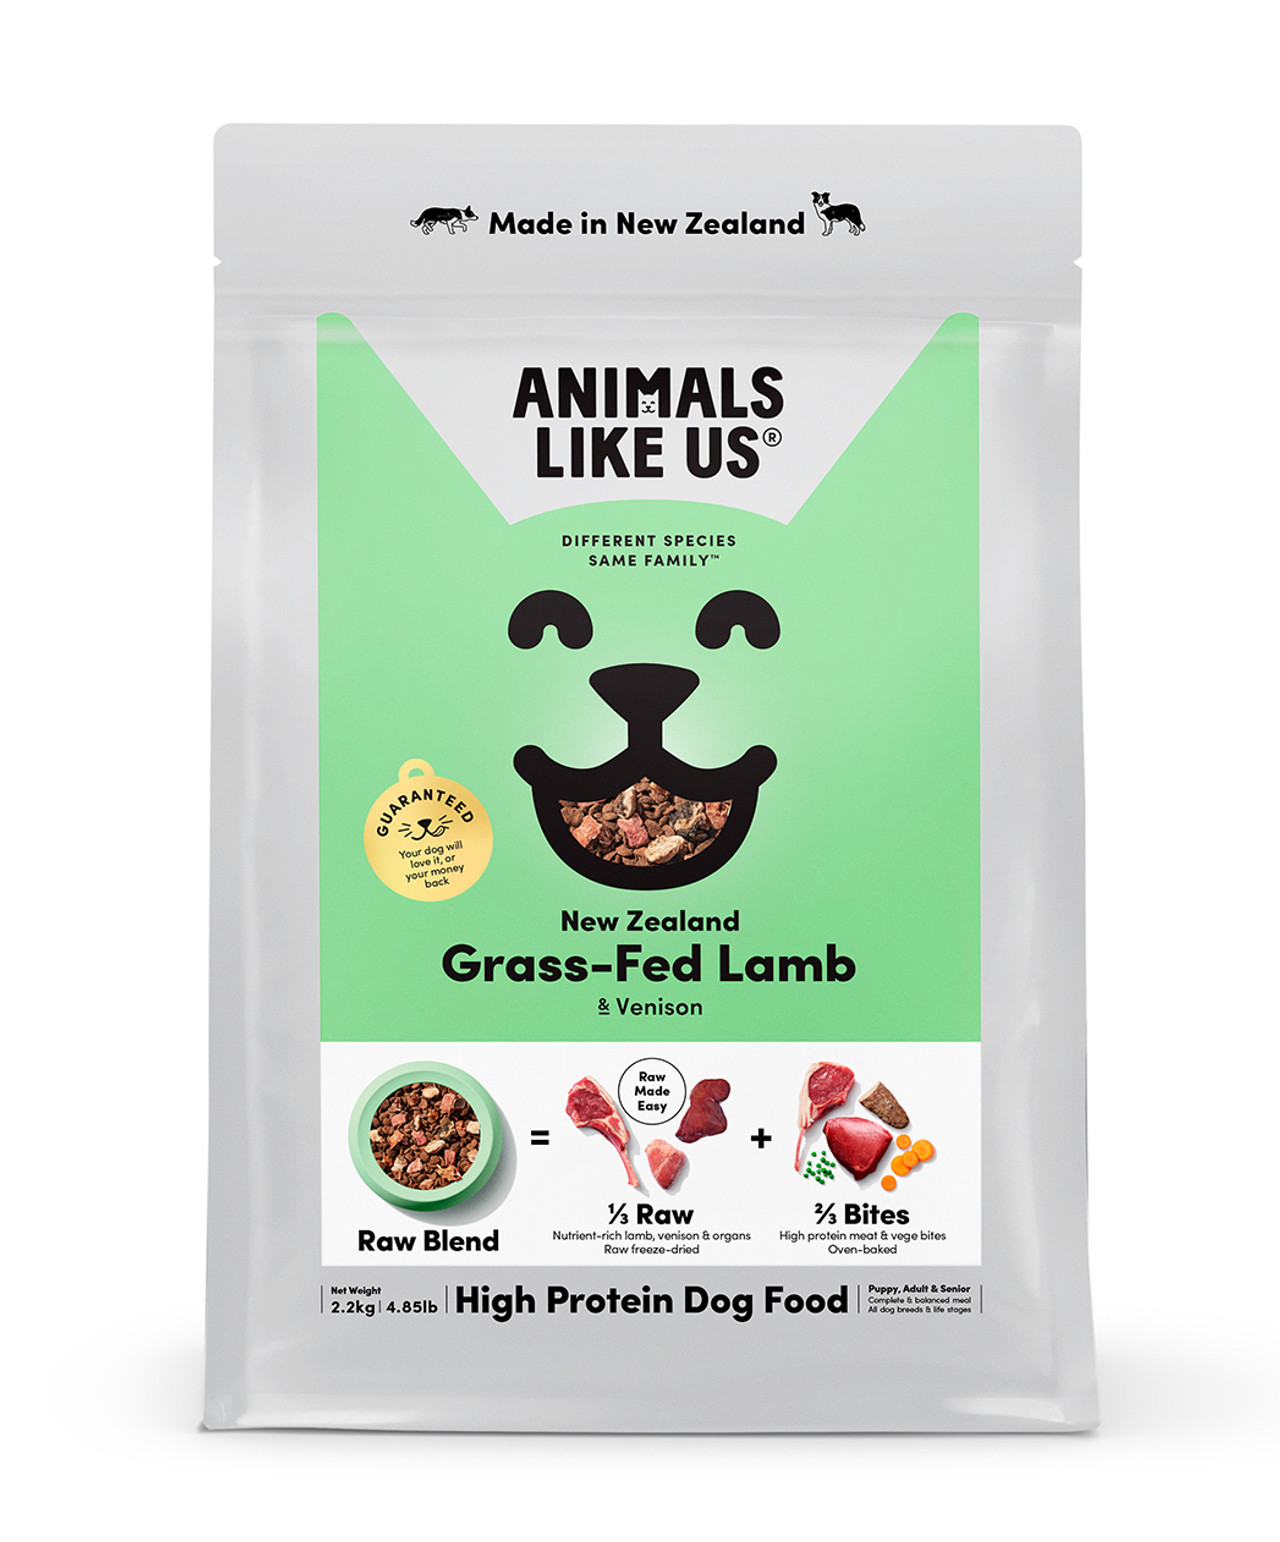 Made in New Zealand
ANIMALS
LIKE US®
DIFFERENT SPECIES
SAME FAMILY™
GUARANTEED
Your dog will
love it, or
your money
back
New Zealand
Grass-Fed Lamb
& Venison
Raw
Made
Easy
=
+
Raw Blend
⅓ Raw
Nutrient-rich lamb, venison & organs
Raw freeze-dried
⅔ Bites
High protein meat & vege bites
Oven-baked
Net Weight
2.2kg | 4.85lb
High Protein Dog Food
Puppy, Adult & Senior
Complete & balanced meal
All dog breeds & life stages